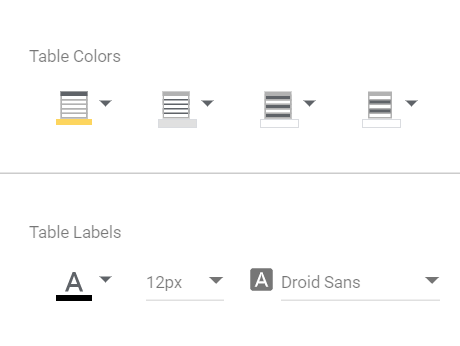 Table Colors
Table Labels
A
12px
A
Droid Sans